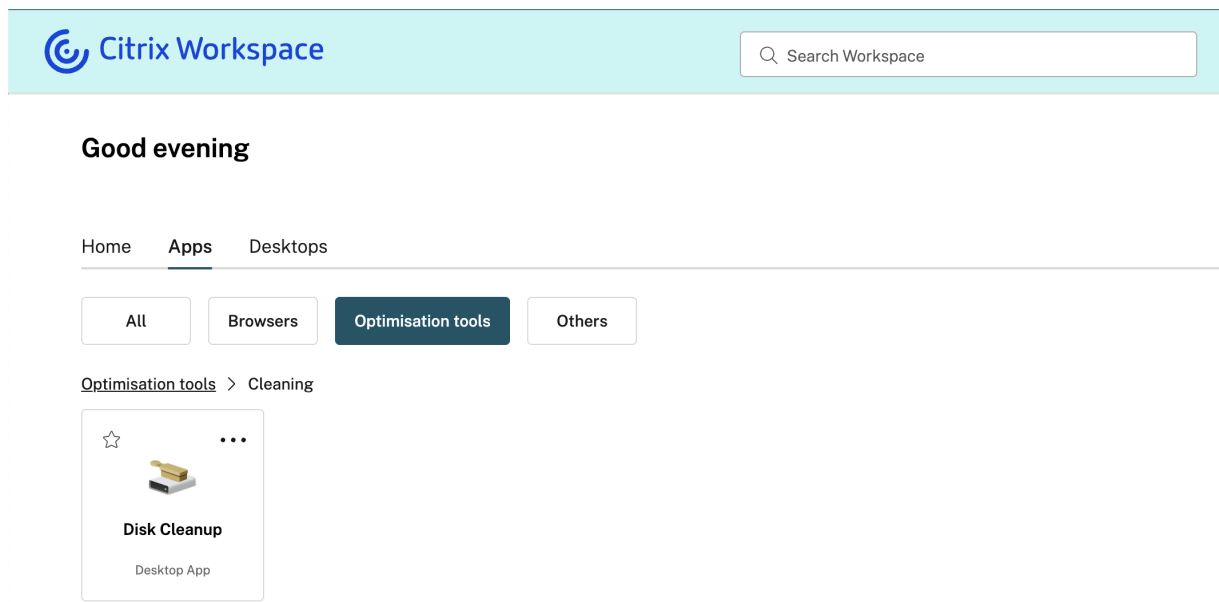 Citrix Workspace
Search Workspace
Good evening
Home Apps Desktops
All Browsers Optimisation tools Others
Optimisation tools > Cleaning
Disk Cleanup
Desktop App